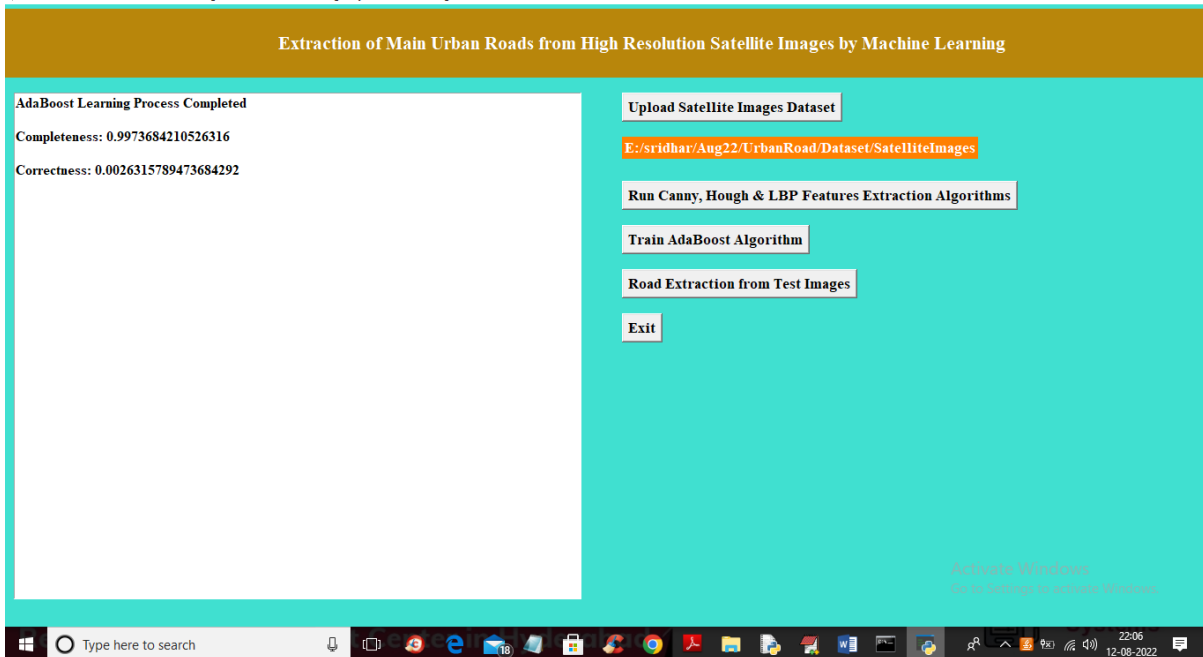 Extraction of Main Urban Roads from High Resolution Satellite Images by Machine Learning
AdaBoost Learning Process Completed
Completeness: 0.9973684210526316
Correctness: 0.0026315789473684292
Upload Satellite Images Dataset
E:/sridhar/Aug22/UrbanRoad/Dataset/SatelliteImages
Run Canny, Hough & LBP Features Extraction Algorithms
Train AdaBoost Algorithm
Road Extraction from Test Images
Exit
Activate Windows
Go to Settings to activate Windows.
Type here to search
18
22:06
12-08-2022